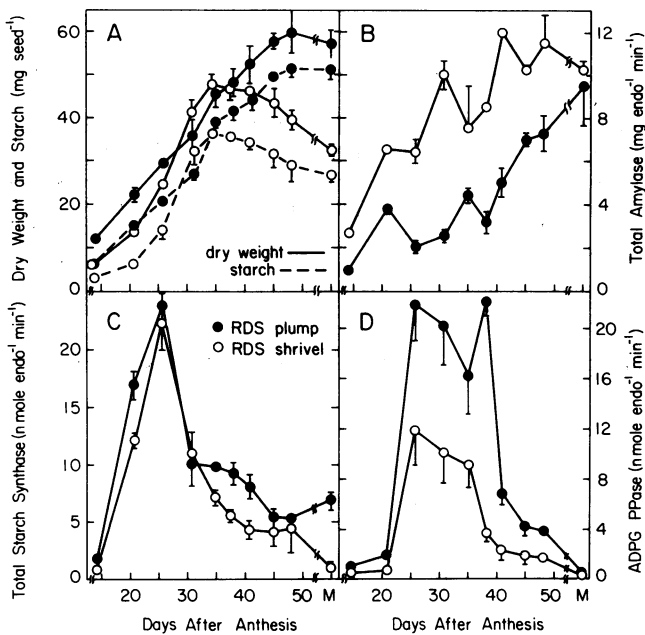 A
B
60
40
20
0
Dry Weight and Starch (mg seed⁻¹)
dry weight
starch
12
8
4
0
Total Amylase (mg endo⁻¹ min⁻¹)
C
D
RDS plump
RDS shrivel
20
15
10
5
0
Total Starch Synthase (n mole endo⁻¹ min⁻¹)
20
16
12
8
4
0
ADPG PPase (n mole endo⁻¹ min⁻¹)
20 30 40 50 M
20 30 40 50 M
Days After Anthesis
Days After Anthesis